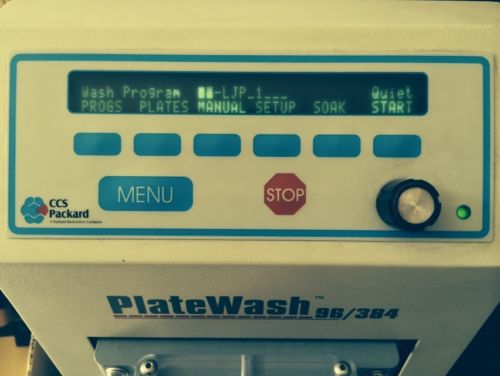 Wash Program -LJP_1___ Quiet
PROGS PLATES MANUAL SETUP SOAK START
MENU
STOP
CCS
Packard
A Packard BioScience Company
PlateWash™ 96/384